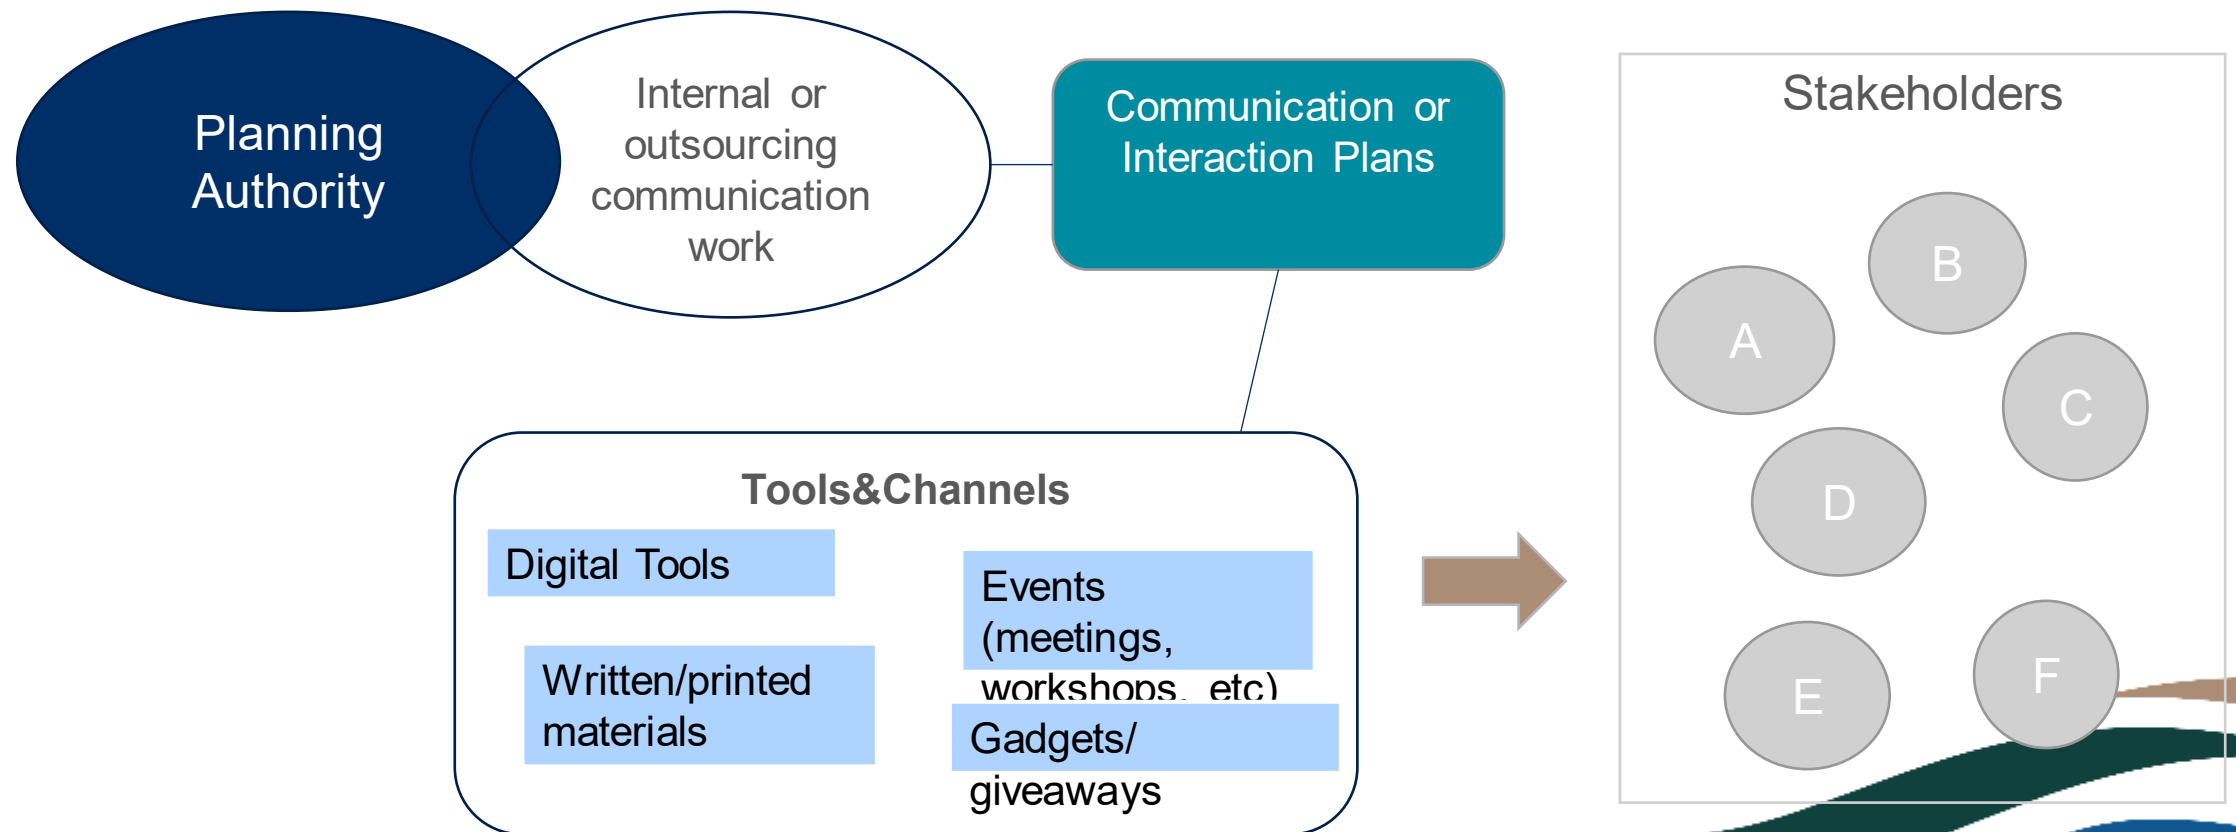 Planning
Authority
Internal or
outsourcing
communication
work
Communication or
Interaction Plans
Stakeholders
A
B
C
D
E
F
Tools&Channels
Digital Tools
Written/printed
materials
Events
(meetings,
workshops, etc)
Gadgets/
giveaways